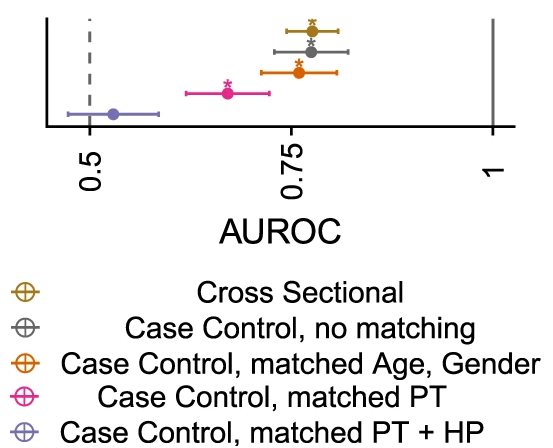 *
*
*
*
0.5
0.75
1
AUROC
Cross Sectional
Case Control, no matching
Case Control, matched Age, Gender
Case Control, matched PT
Case Control, matched PT + HP